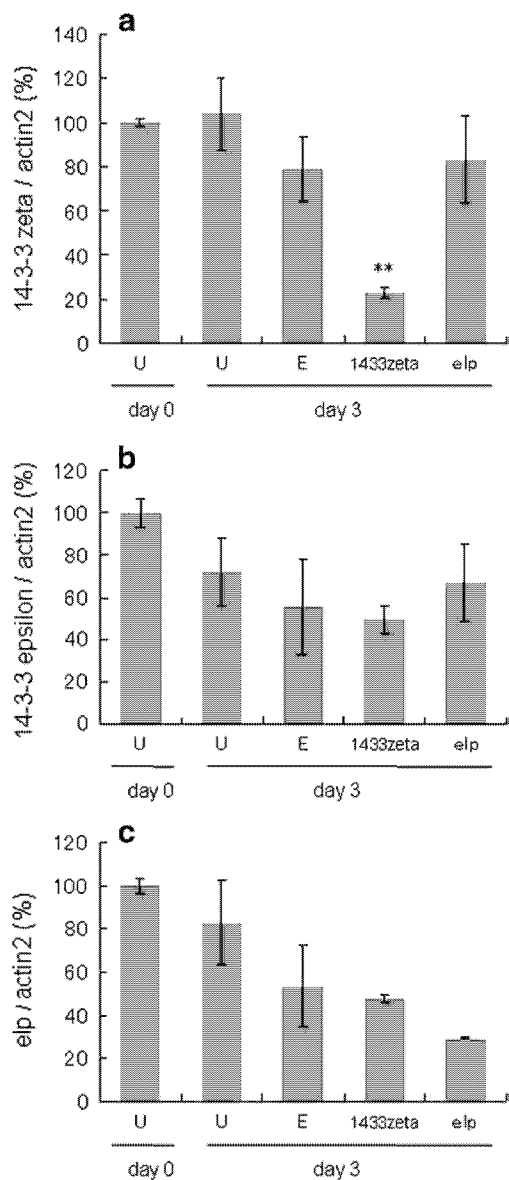 a
14-3-3 zeta / actin2 (%)
140
120
100
80
60
40
20
0
**
U U E 1433zeta elp
day 0 day 3
b
14-3-3 epsilon / actin2 (%)
120
100
80
60
40
20
0
U U E 1433zeta elp
day 0 day 3
c
elp / actin2 (%)
120
100
80
60
40
20
0
U U E 1433zeta elp
day 0 day 3